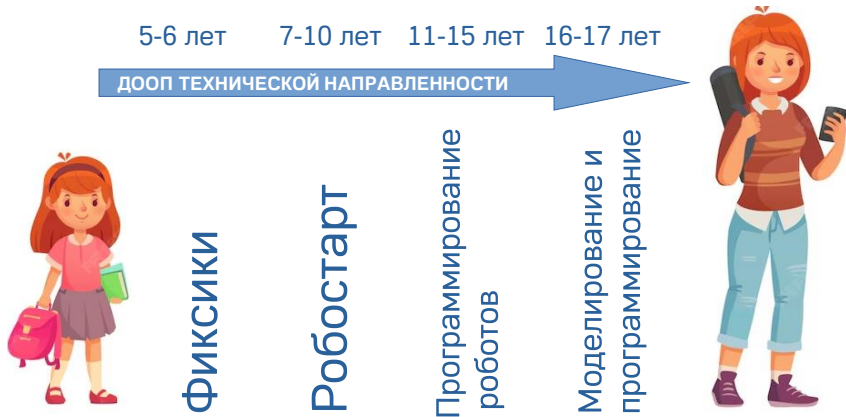 5-6 лет
7-10 лет
11-15 лет
16-17 лет
ДООП ТЕХНИЧЕСКОЙ НАПРАВЛЕННОСТИ
Фиксики
Робостарт
Программирование
роботов
Моделирование и
программирование